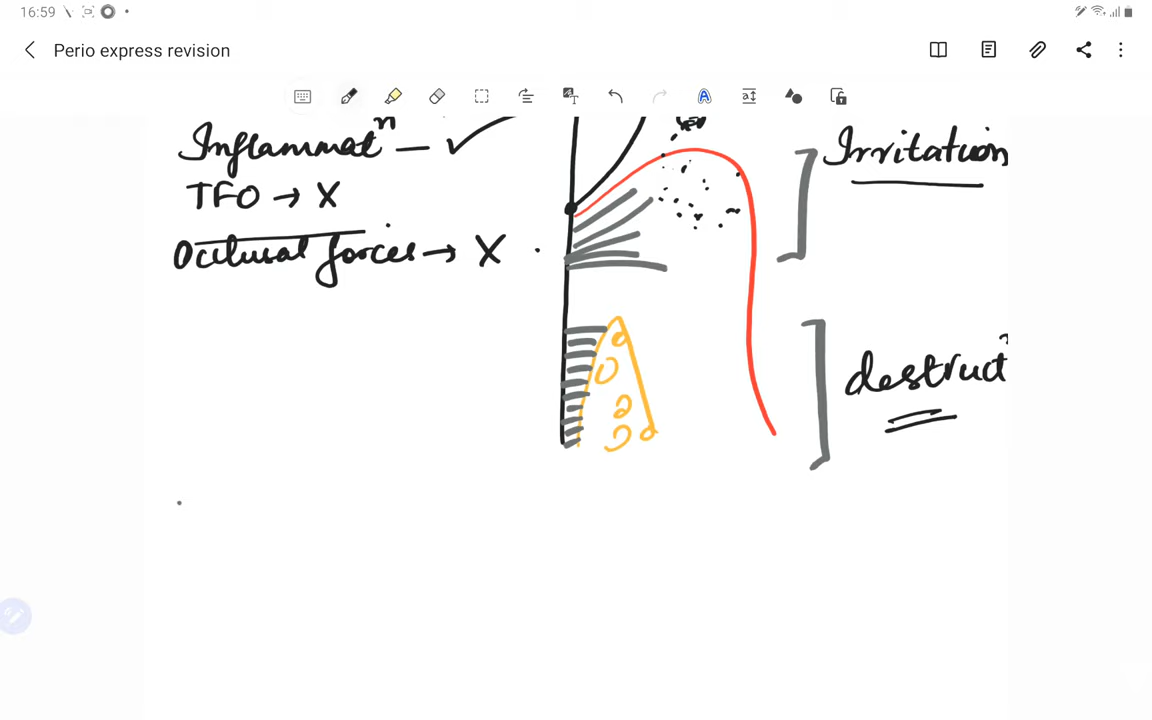 16:59
Perio express revision
Inflammatⁿ – ✓
TFO → X
Occlusal forces → X
Irritation
destruct